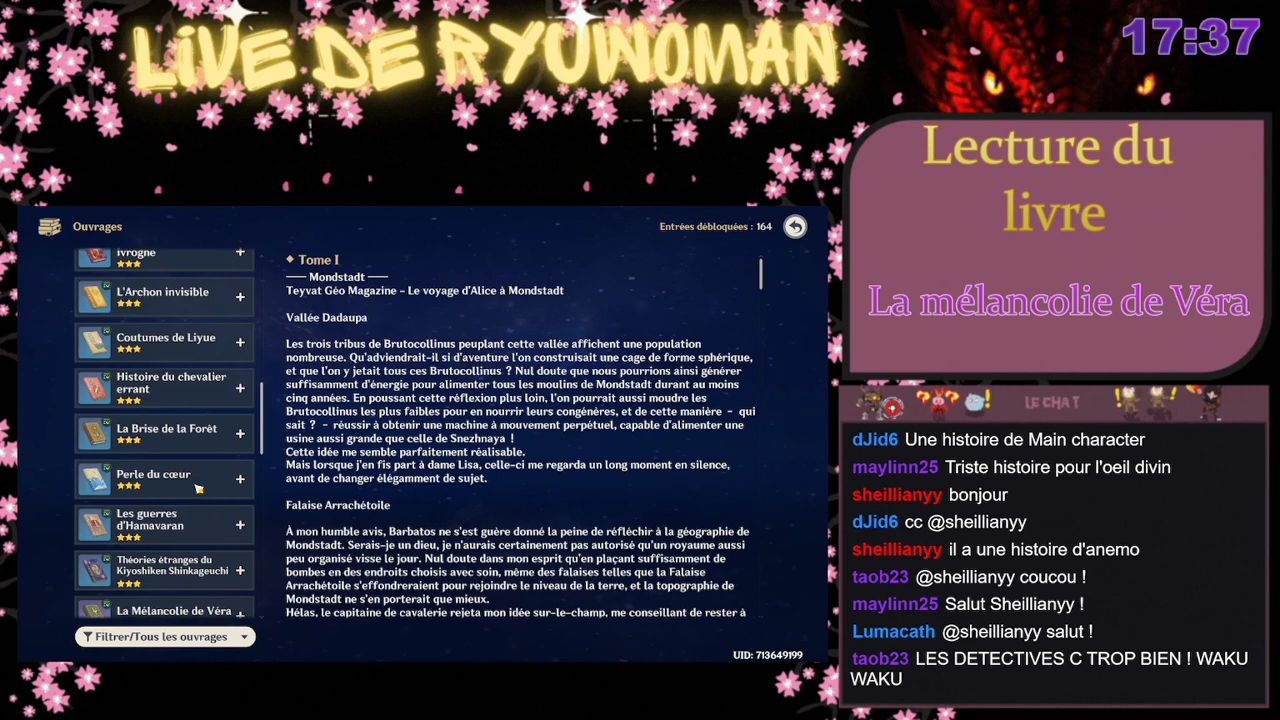 LIVE DE RYUWOMAN
17:37
Lecture du
livre
La mélancolie de Véra
Ouvrages
Entrées débloquées : 164
ivrogne
L'Archon invisible
Coutumes de Liyue
Histoire du chevalier
errant
La Brise de la Forêt
Perle du cœur
Les guerres
d'Hamavaran
Théories étranges du
Kiyoshiken Shinkageuchi
La Mélancolie de Véra
Filtrer/Tous les ouvrages
Tome I
Mondstadt
Teyvat Géo Magazine – Le voyage d'Alice à Mondstadt
Vallée Dadaupa
Les trois tribus de Brutocollinus peuplant cette vallée affichent une population
nombreuse. Qu'adviendrait-il si d'aventure l'on construisait une cage de forme sphérique,
et que l'on y jetait tous ces Brutocollinus ? Nul doute que nous pourrions ainsi générer
suffisamment d'énergie pour alimenter tous les moulins de Mondstadt durant au moins
cinq années. En poussant cette réflexion plus loin, l'on pourrait aussi moudre les
Brutocollinus les plus faibles pour en nourrir leurs congénères, et de cette manière – qui
sait ? – réussir à obtenir une machine à mouvement perpétuel, capable d'alimenter une
usine aussi grande que celle de Snezhnaya !
Cette idée me semble parfaitement réalisable.
Mais lorsque j'en fis part à dame Lisa, celle-ci me regarda un long moment en silence,
avant de changer élégamment de sujet.
Falaise Arrachétoile
À mon humble avis, Barbatos ne s'est guère donné la peine de réfléchir à la géographie de
Mondstadt. Serais-je un dieu, je n'aurais certainement pas autorisé qu'un royaume aussi
peu organisé visse le jour. Nul doute dans mon esprit qu'en plaçant suffisamment de
bombes en des endroits choisis avec soin, même des falaises telles que la Falaise
Arrachétoile s'effondreraient pour rejoindre le niveau de la terre, et la topographie de
Mondstadt ne s'en porterait que mieux.
Hélas, le capitaine de cavalerie rejeta mon idée sur-le-champ, me conseillant de rester à
UID: 713649199
LE CHAT
dJid6 Une histoire de Main character
maylinn25 Triste histoire pour l'oeil divin
sheillianyy bonjour
dJid6 cc @sheillianyy
sheillianyy il a une histoire d'anemo
taob23 @sheillianyy coucou !
maylinn25 Salut Sheillianyy !
Lumacath @sheillianyy salut !
taob23 LES DETECTIVES C TROP BIEN ! WAKU
WAKU